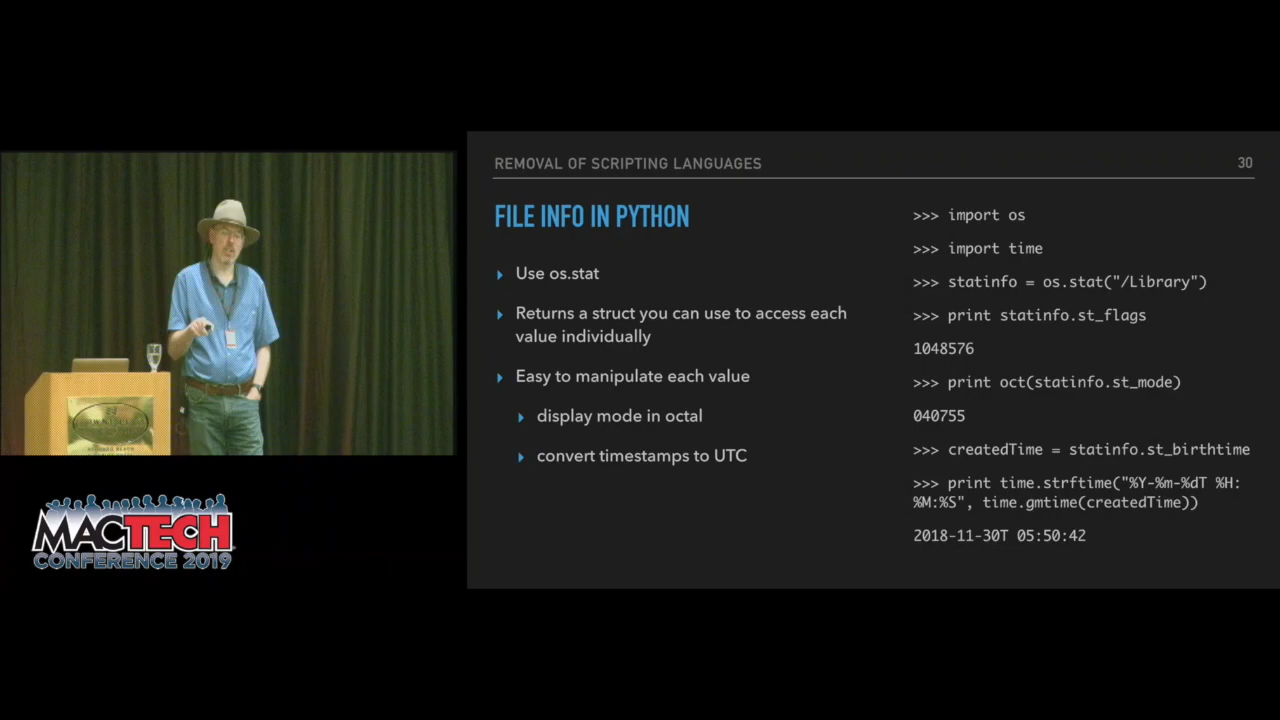 REMOVAL OF SCRIPTING LANGUAGES
30
FILE INFO IN PYTHON
Use os.stat
Returns a struct you can use to access each
value individually
Easy to manipulate each value
display mode in octal
convert timestamps to UTC
>>> import os
>>> import time
>>> statinfo = os.stat("/Library")
>>> print statinfo.st_flags
1048576
>>> print oct(statinfo.st_mode)
040755
>>> createdTime = statinfo.st_birthtime
>>> print time.strftime("%Y-%m-%dT %H:
%M:%S", time.gmtime(createdTime))
2018-11-30T 05:50:42
MACTECH
CONFERENCE 2019